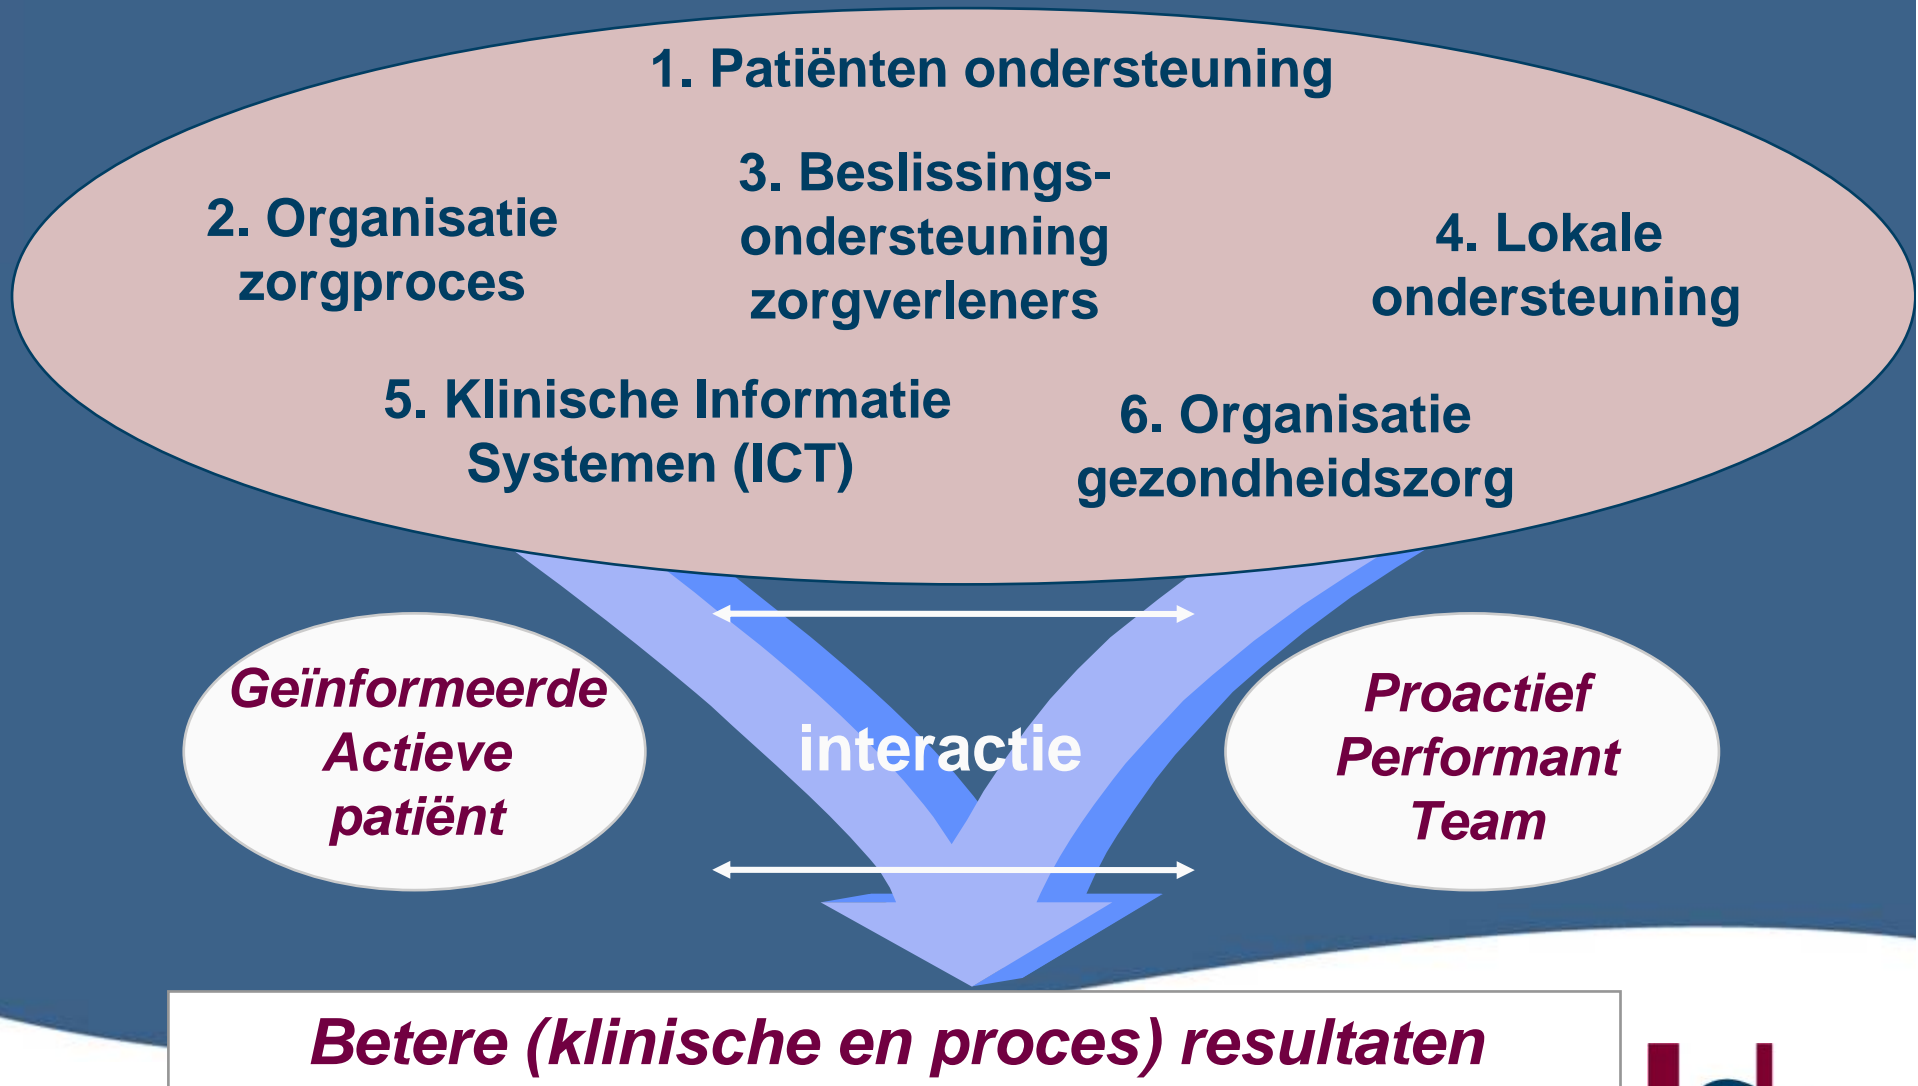 1. Patiënten ondersteuning
2. Organisatie
zorgproces
3. Beslissings-
ondersteuning
zorgverleners
4. Lokale
ondersteuning
5. Klinische Informatie
Systemen (ICT)
6. Organisatie
gezondheidszorg
Geïnformeerde
Actieve
patiënt
interactie
Proactief
Performant
Team
Betere (klinische en proces) resultaten